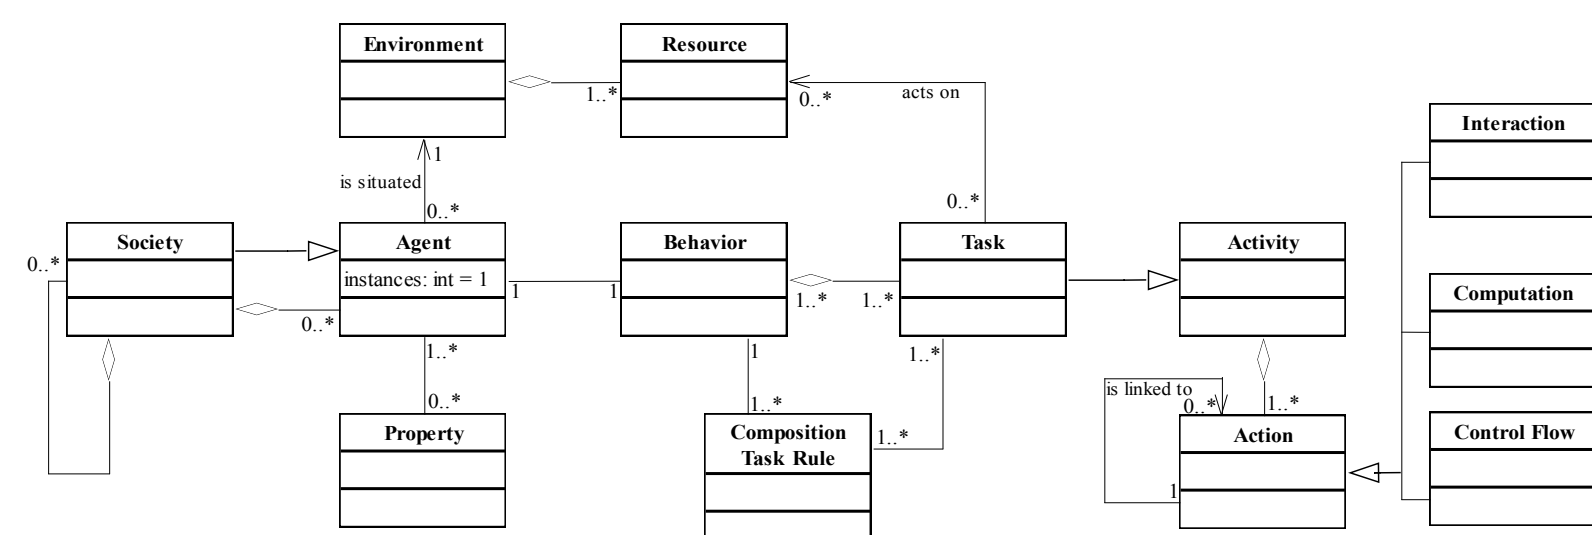 Environment
Resource
1..*
0..*
acts on
Interaction
1
is situated
0..*
0..*
Society
Agent
Behavior
Task
Activity
0..*
instances: int = 1
Computation
1
1
1..*
1..*
0..*
1..*
1
1..*
is linked to
0..*
1..*
0..*
1..*
Property
Composition
Task Rule
1..*
Action
Control Flow
1